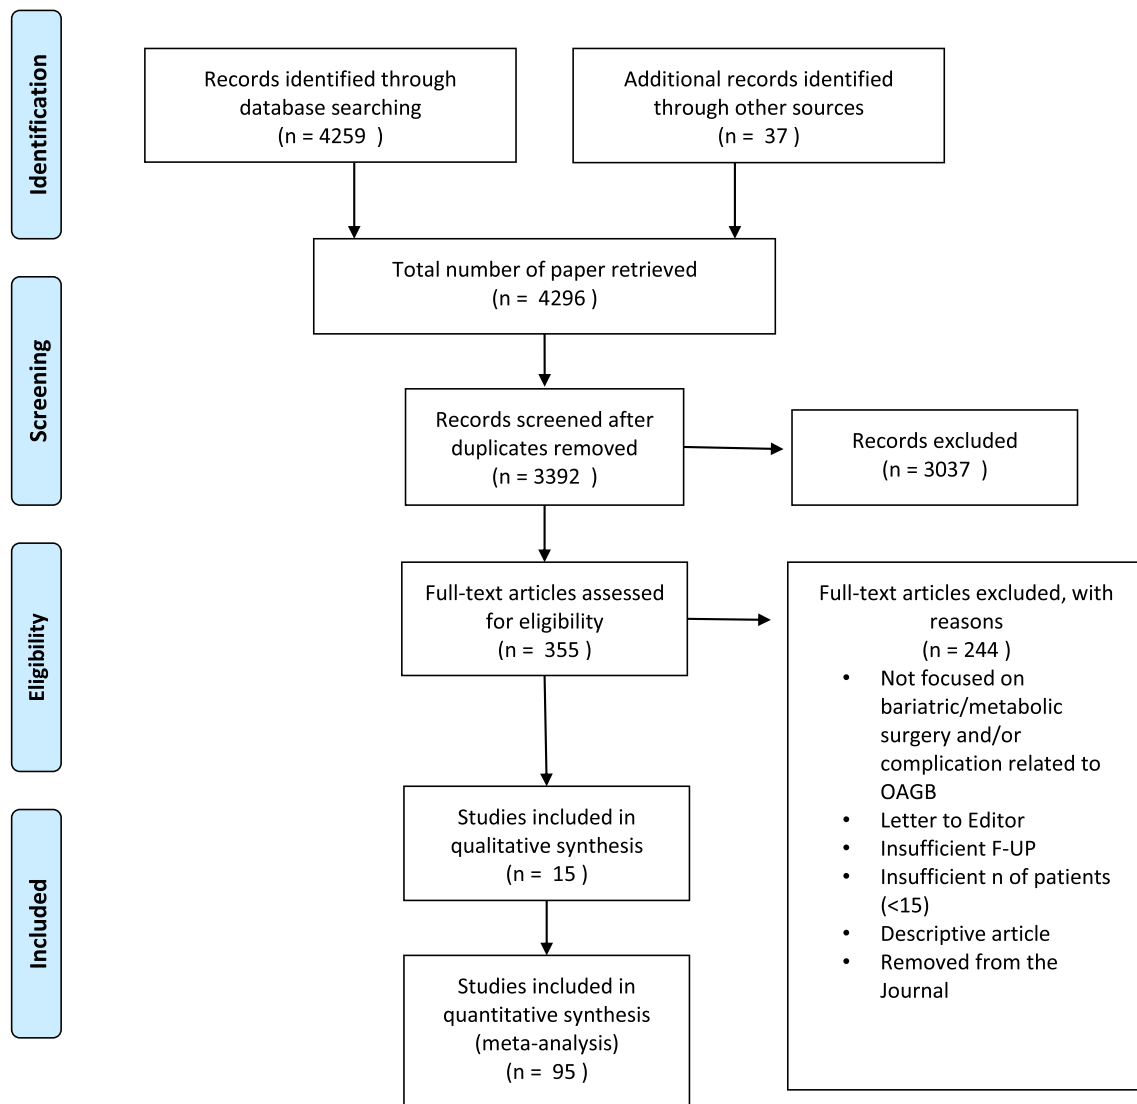 Identification
Records identified through
database searching
(n = 4259  )
Additional records identified
through other sources
(n =  37 )
Total number of paper retrieved
(n =  4296 )
Screening
Records screened after
duplicates removed
(n = 3392  )
Records excluded
(n = 3037  )
Eligibility
Full-text articles assessed
for eligibility
(n =  355 )
Full-text articles excluded, with
reasons
(n = 244 )
• Not focused on
bariatric/metabolic
surgery and/or
complication related to
OAGB
• Letter to Editor
• Insufficient F-UP
• Insufficient n of patients
(<15)
• Descriptive article
• Removed from the
Journal
Included
Studies included in
qualitative synthesis
(n =  15 )
Studies included in
quantitative synthesis
(meta-analysis)
(n =  95 )